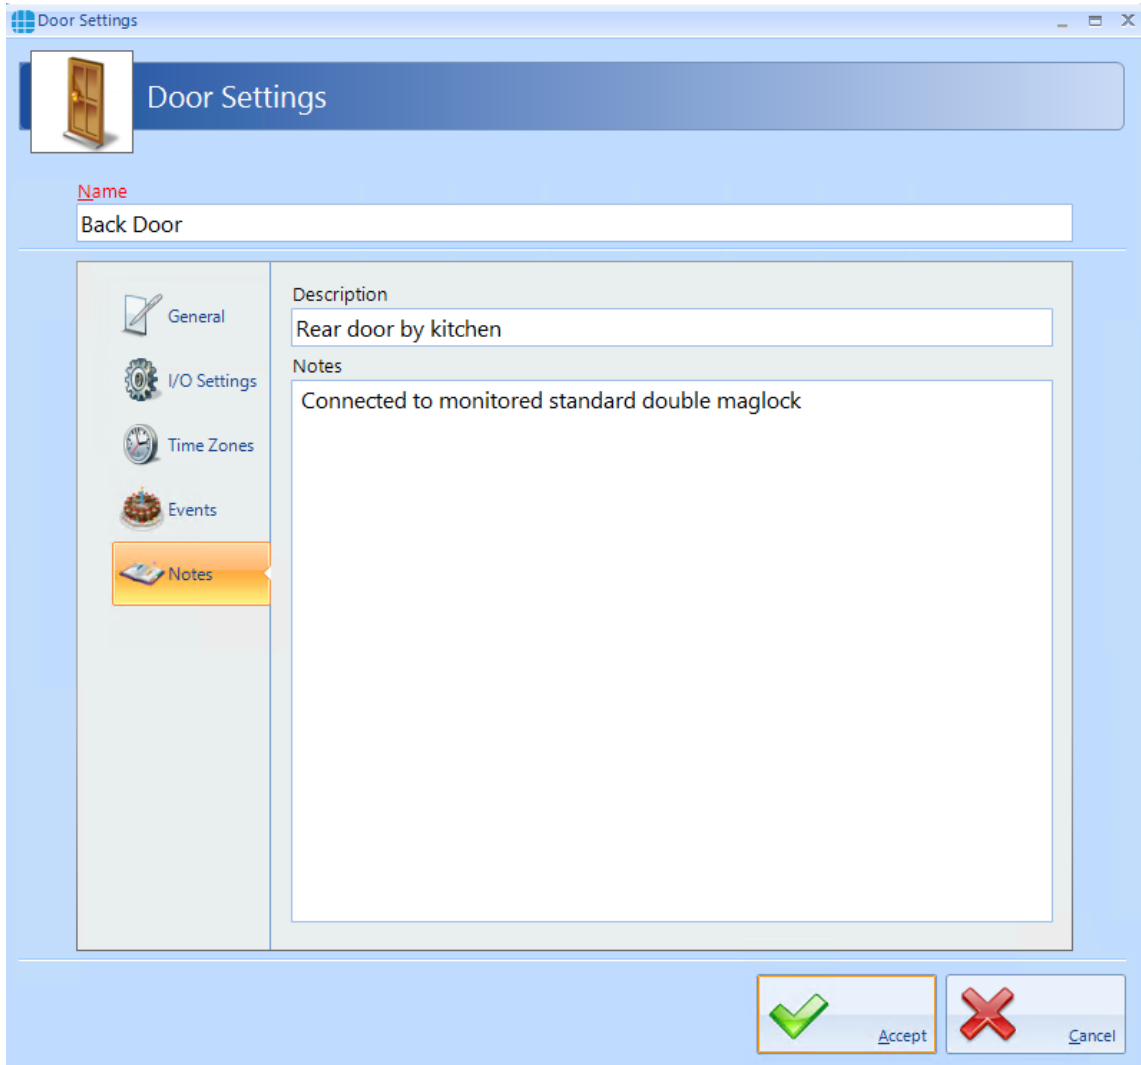 Door Settings
Door Settings
Name
Back Door
General
I/O Settings
Time Zones
Events
Notes
Description
Rear door by kitchen
Notes
Connected to monitored standard double maglock
Accept
Cancel